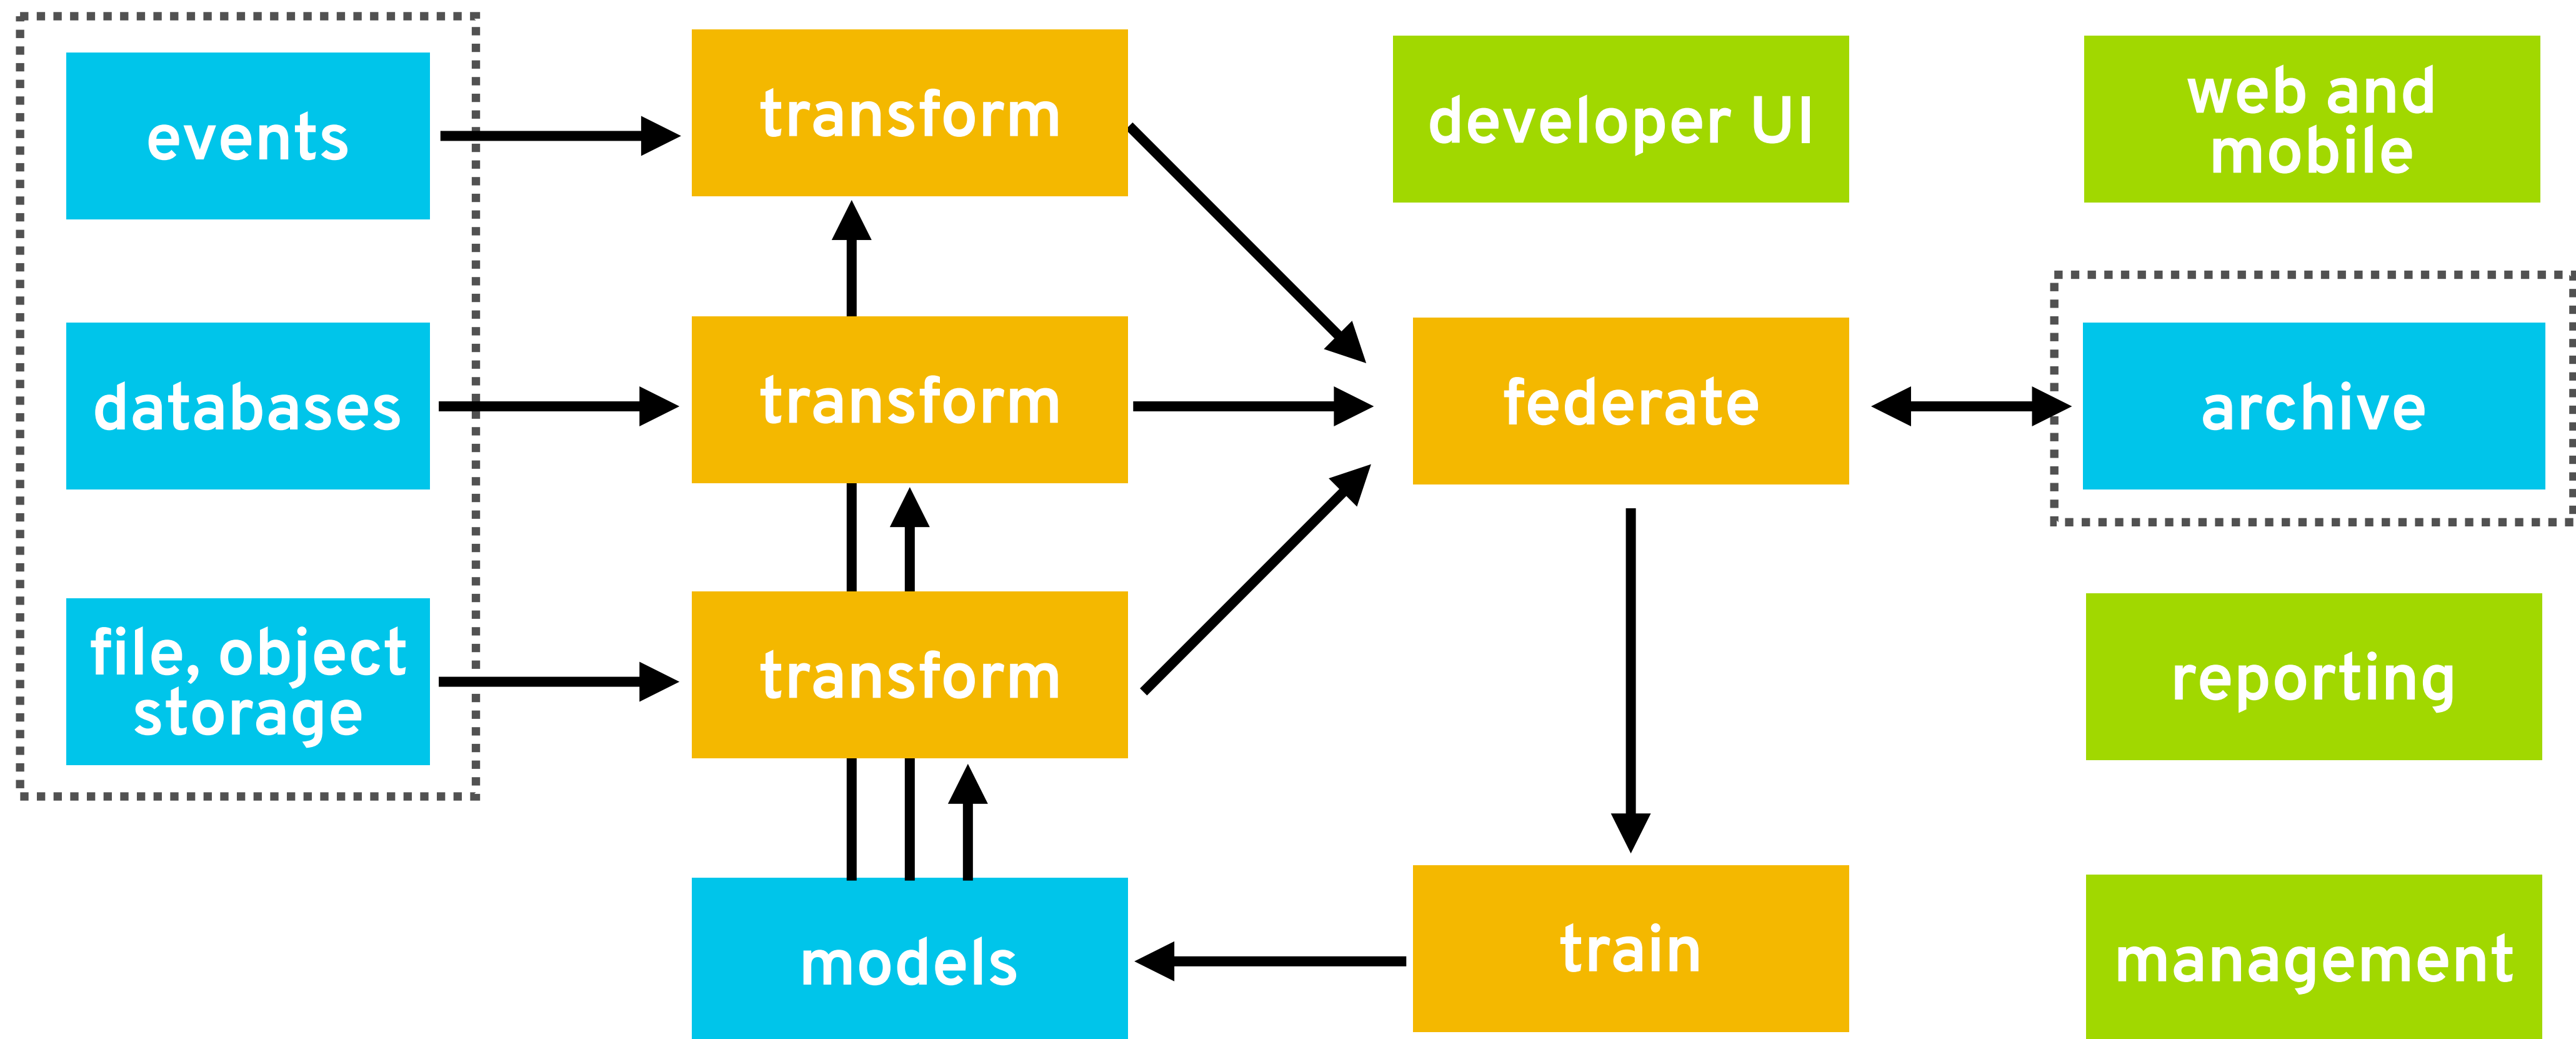 events
transform
developer UI
web and
mobile
databases
transform
federate
archive
file, object
storage
transform
reporting
models
train
management